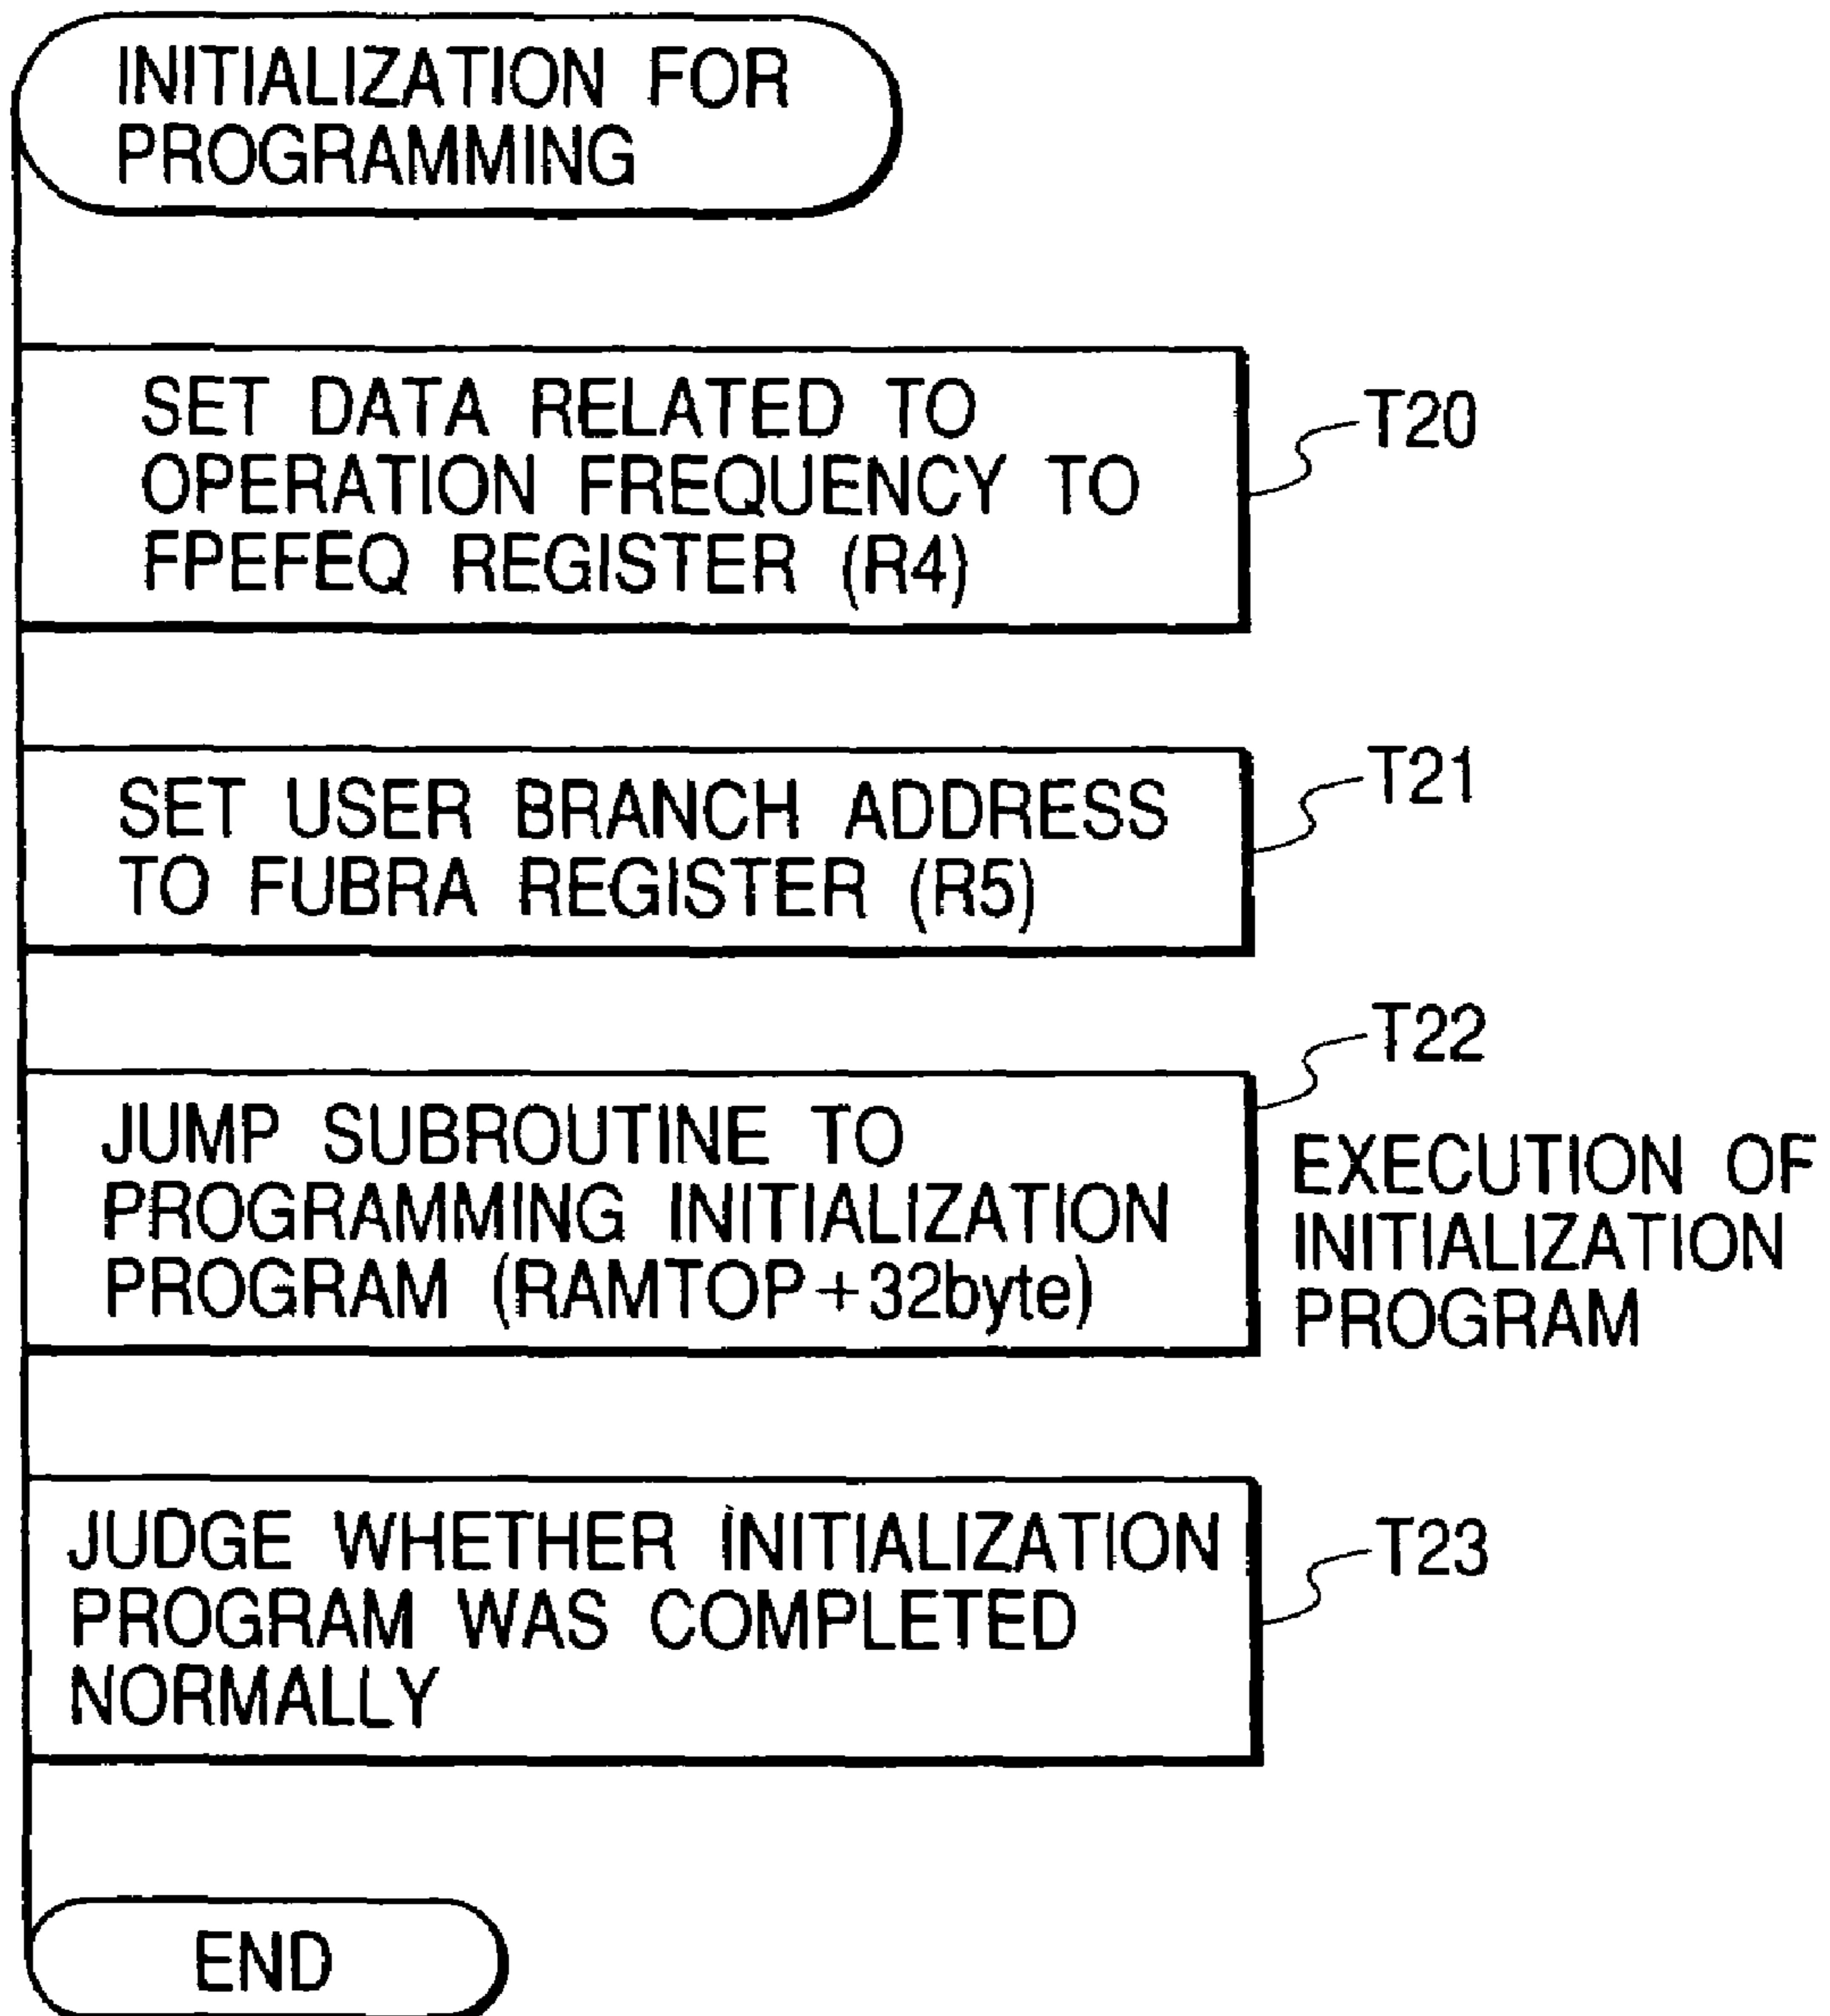 INITIALIZATION FOR
PROGRAMMING
SET DATA RELATED TO
OPERATION FREQUENCY TO
FPEFEQ REGISTER (R4)
T20
SET USER BRANCH ADDRESS
TO FUBRA REGISTER (R5)
T21
JUMP SUBROUTINE TO
PROGRAMMING INITIALIZATION
PROGRAM (RAMTOP+32byte)
T22
EXECUTION OF
INITIALIZATION
PROGRAM
JUDGE WHETHER INITIALIZATION
PROGRAM WAS COMPLETED
NORMALLY
T23
END